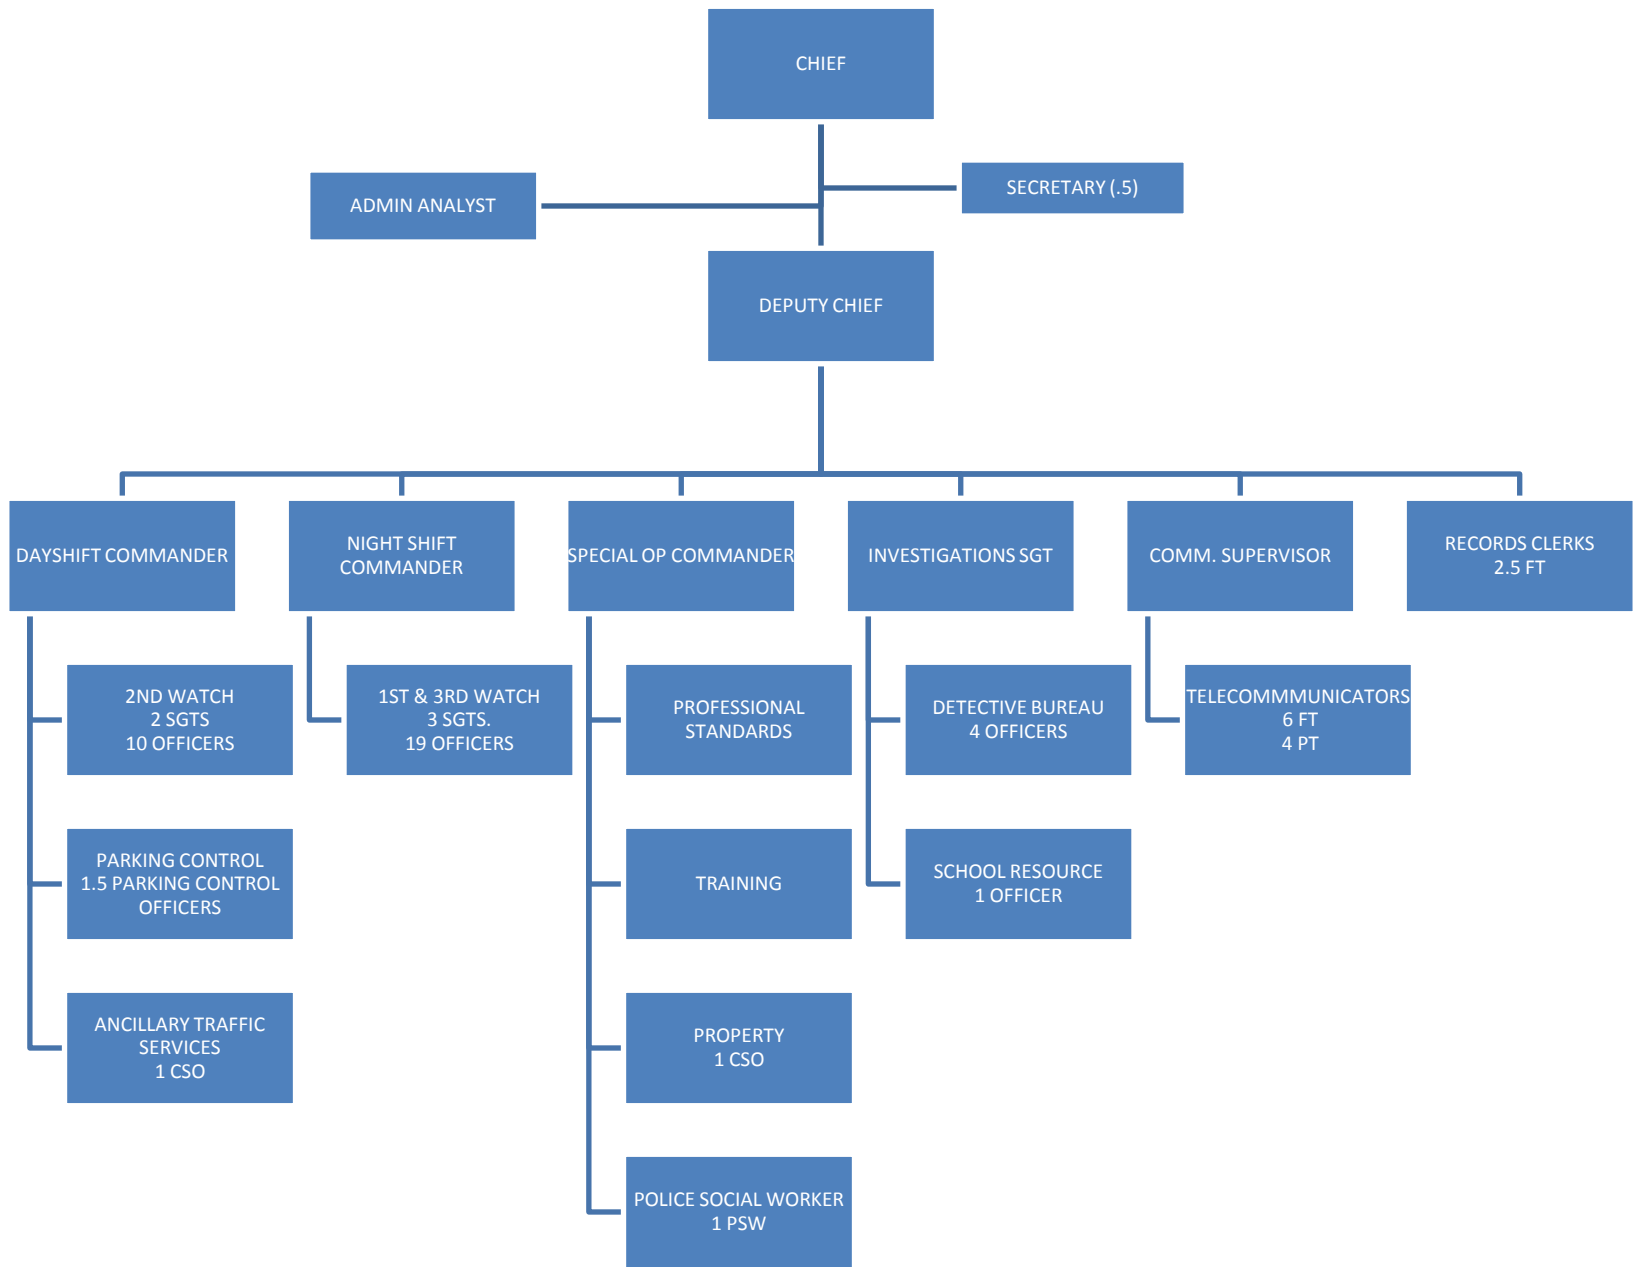 CHIEF
ADMIN ANALYST
SECRETARY (.5)
DEPUTY CHIEF
DAYSHIFT COMMANDER
NIGHT SHIFT
COMMANDER
SPECIAL OP COMMANDER
INVESTIGATIONS SGT
COMM. SUPERVISOR
RECORDS CLERKS
2.5 FT
2ND WATCH
2 SGTS
10 OFFICERS
1ST & 3RD WATCH
3 SGTS.
19 OFFICERS
PROFESSIONAL
STANDARDS
DETECTIVE BUREAU
4 OFFICERS
TELECOMMMUNICATORS
6 FT
4 PT
PARKING CONTROL
1.5 PARKING CONTROL
OFFICERS
TRAINING
SCHOOL RESOURCE
1 OFFICER
ANCILLARY TRAFFIC
SERVICES
1 CSO
PROPERTY
1 CSO
POLICE SOCIAL WORKER
1 PSW